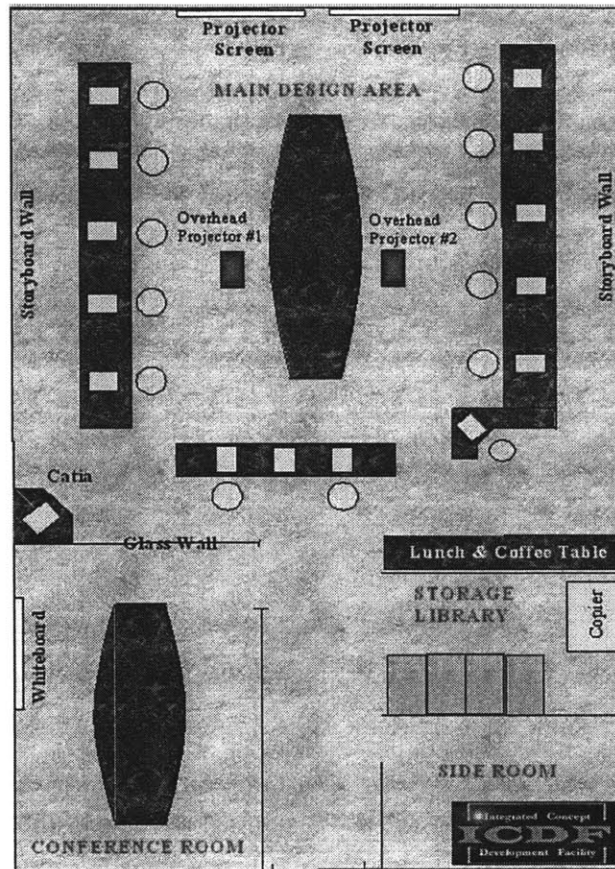 Projector
Screen
Projector
Screen
MAIN DESIGN AREA
Storyboard Wall
Overhead
Projector #1
Overhead
Projector #2
Storyboard Wall
Catia
Glass Wall
Lunch & Coffee Table
STORAGE
LIBRARY
Copier
Whiteboard
SIDE ROOM
CONFERENCE ROOM
Integrated Concept
ICDF
Development Facility